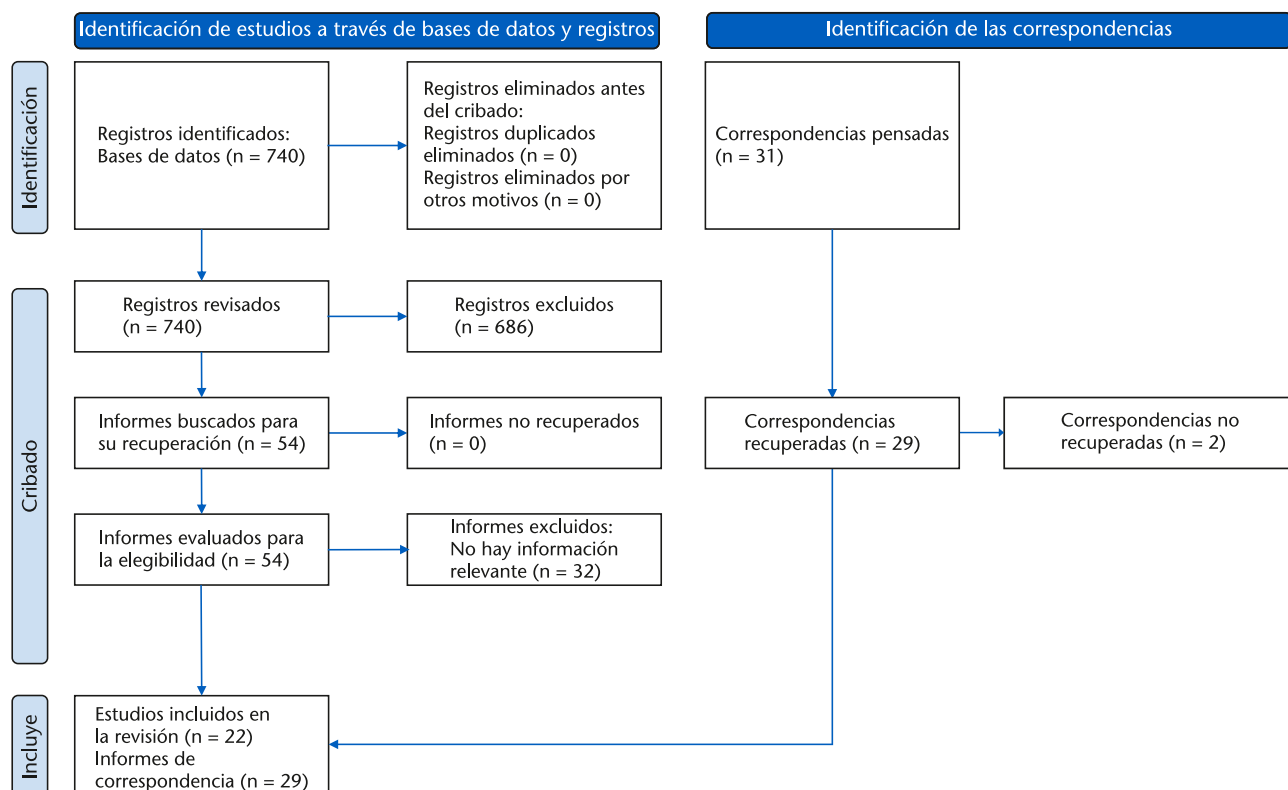 Identificación de estudios a través de bases de datos y registros
Identificación de las correspondencias
Identificación
Registros identificados:
Bases de datos (n = 740)
Registros eliminados antes
del cribado:
Registros duplicados
eliminados (n = 0)
Registros eliminados por
otros motivos (n = 0)
Correspondencias pensadas
(n = 31)
Cribado
Registros revisados
(n = 740)
Registros excluidos
(n = 686)
Informes buscados para
su recuperación (n = 54)
Informes no recuperados
(n = 0)
Correspondencias
recuperadas (n = 29)
Correspondencias no
recuperadas (n = 2)
Informes evaluados para
la elegibilidad (n = 54)
Informes excluidos:
No hay información
relevante (n = 32)
Incluye
Estudios incluidos en
la revisión (n = 22)
Informes de
correspondencia (n = 29)